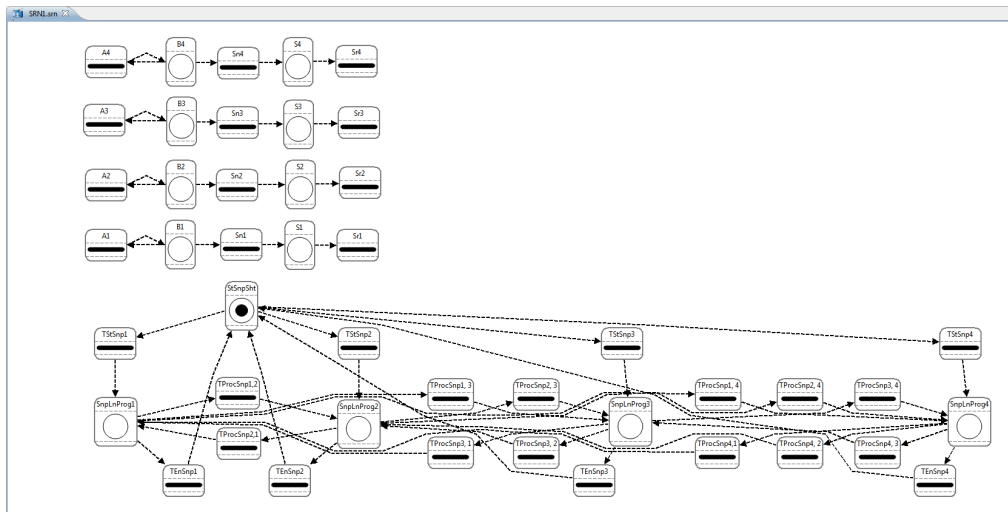 SRN1.srn
A4 B4 Sn4 S4 Sr4
A3 B3 Sn3 S3 Sr3
A2 B2 Sn2 S2 Sr2
A1 B1 Sn1 S1 Sr1
StSnpSht
TStSnp1 TStSnp2 TStSnp3 TStSnp4
TProcSnp1,2 TProcSnp1, 3 TProcSnp2, 3 TProcSnp1, 4 TProcSnp2, 4 TProcSnp3, 4
SnpLnProg1 SnpLnProg2 SnpLnProg3 SnpLnProg4
TProcSnp2,1 TProcSnp3, 1 TProcSnp3, 2 TProcSnp4,1 TProcSnp4, 2 TProcSnp4, 3
TEnSnp1 TEnSnp2 TEnSnp3 TEnSnp4